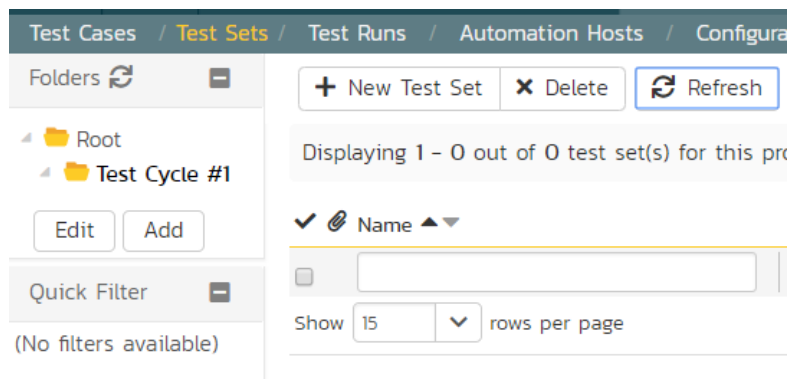 Test Cases / Test Sets / Test Runs / Automation Hosts /
Folders
New Test Set Delete Refresh
Root
Test Cycle #1
Displaying 1 - 0 out of 0 test set(s) for this
Edit Add
Name
Quick Filter
Show 15 rows per page
(No filters available)